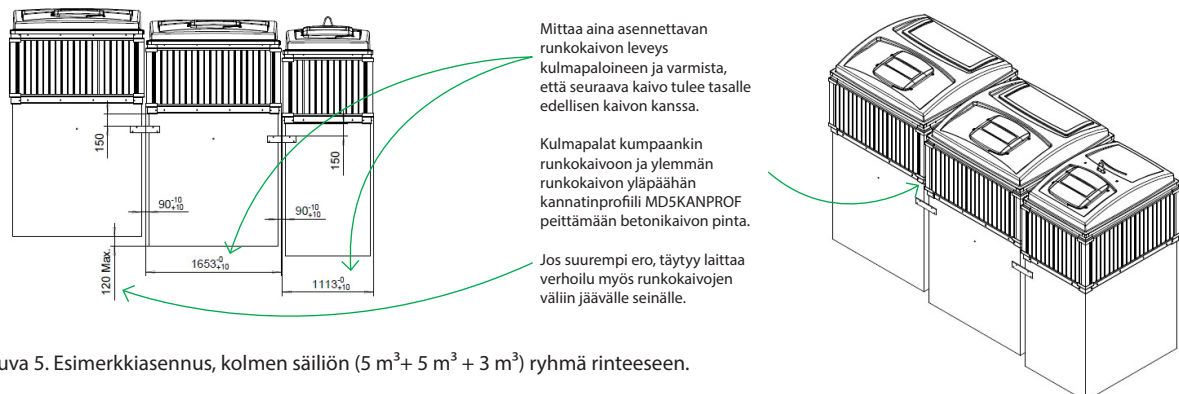 Mittaa aina asennettavan
runkokaivon leveys
kulmapaloineen ja varmista,
että seuraava kaivo tulee tasalle
edellisen kaivon kanssa.
Kulmapalat kumpaankin
runkokaivoon ja ylemmän
runkokaivon yläpäähän
kannatinprofiili MD5KANPROF
peittämään betonikaivon pinta.
Jos suurempi ero, täytyy laittaa
verhoilu myös runkokaivojen
väliin jäävälle seinälle.
150
150
90 -10 +10
90 -10 +10
1653 -0 +10
1113 -0 +10
120 Max.
uva 5. Esimerkkiasennus, kolmen säiliön (5 m³+ 5 m³ + 3 m³) ryhmä rinteeseen.